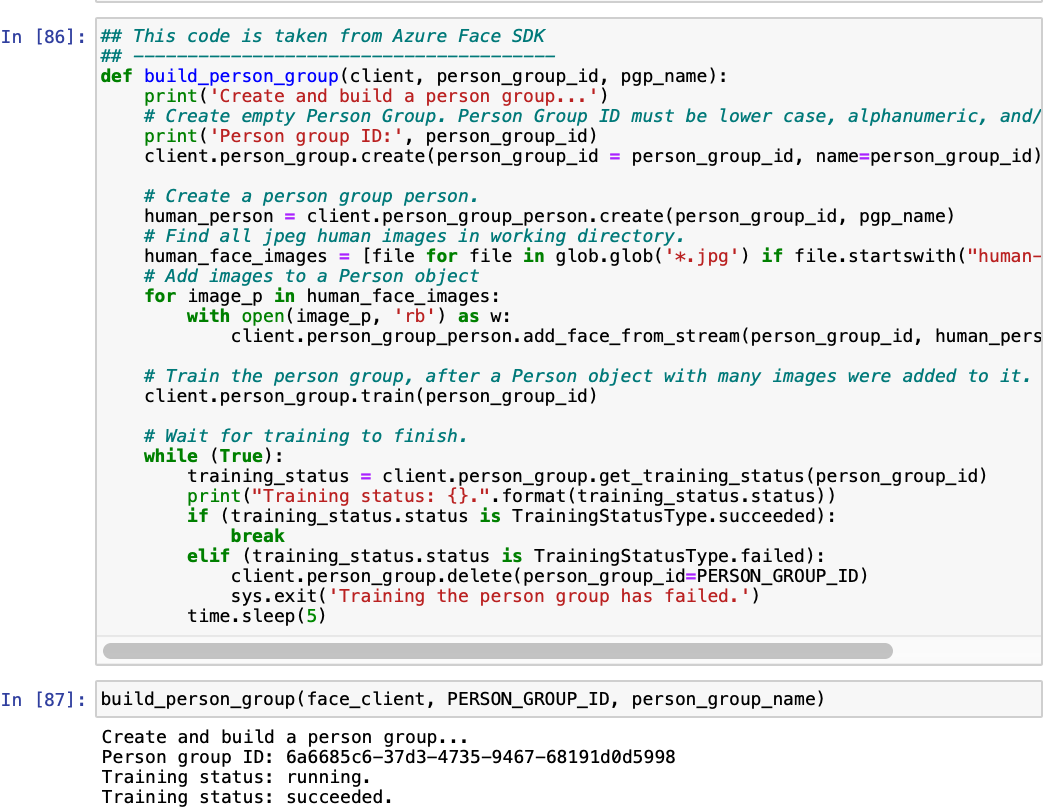 In [86]:
## This code is taken from Azure Face SDK
## ---------------------------------------
def build_person_group(client, person_group_id, pgp_name):
    print('Create and build a person group...')
    # Create empty Person Group. Person Group ID must be lower case, alphanumeric, and/
    print('Person group ID:', person_group_id)
    client.person_group.create(person_group_id = person_group_id, name=person_group_id)
    # Create a person group person.
    human_person = client.person_group_person.create(person_group_id, pgp_name)
    # Find all jpeg human images in working directory.
    human_face_images = [file for file in glob.glob('*.jpg') if file.startswith("human-
    # Add images to a Person object
    for image_p in human_face_images:
        with open(image_p, 'rb') as w:
            client.person_group_person.add_face_from_stream(person_group_id, human_pers
    # Train the person group, after a Person object with many images were added to it.
    client.person_group.train(person_group_id)
    # Wait for training to finish.
    while (True):
        training_status = client.person_group.get_training_status(person_group_id)
        print("Training status: {}.".format(training_status.status))
        if (training_status.status is TrainingStatusType.succeeded):
            break
        elif (training_status.status is TrainingStatusType.failed):
            client.person_group.delete(person_group_id=PERSON_GROUP_ID)
            sys.exit('Training the person group has failed.')
        time.sleep(5)
In [87]:
build_person_group(face_client, PERSON_GROUP_ID, person_group_name)
Create and build a person group...
Person group ID: 6a6685c6-37d3-4735-9467-68191d0d5998
Training status: running.
Training status: succeeded.